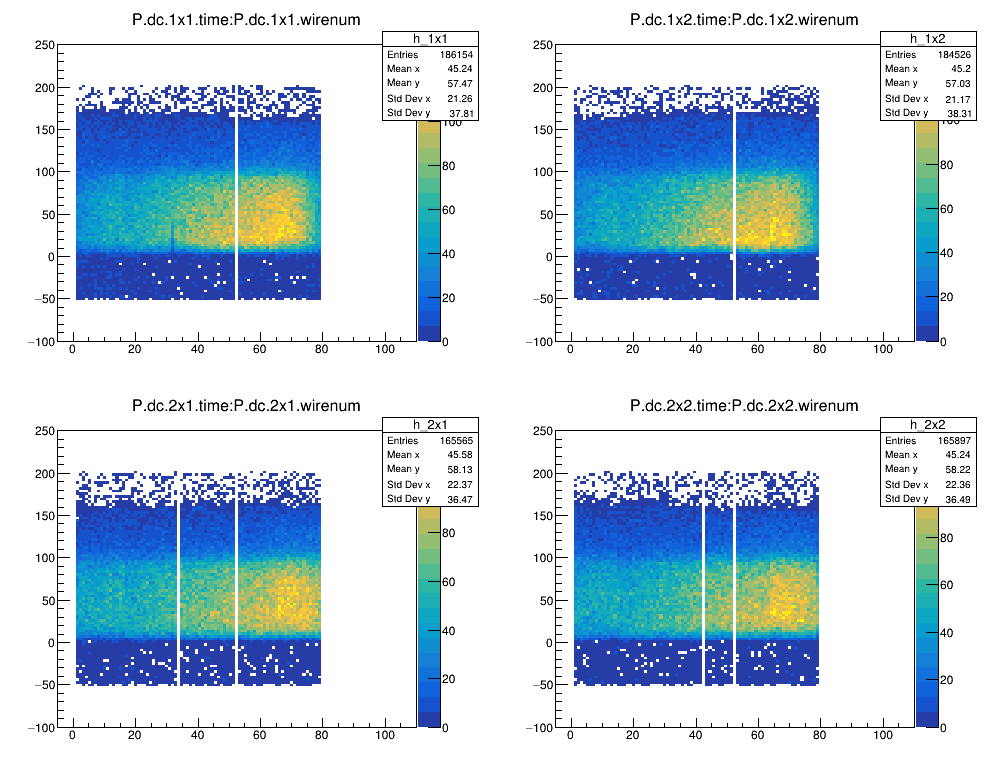 P.dc.1x1.time:P.dc.1x1.wirenum
h_1x1
Entries 186154
Mean x 45.24
Mean y 57.47
Std Dev x 21.26
Std Dev y 37.81
250
200
150
100
50
0
−50
−100
0 20 40 60 80 100
100
80
60
40
20
0
P.dc.1x2.time:P.dc.1x2.wirenum
h_1x2
Entries 184526
Mean x 45.2
Mean y 57.03
Std Dev x 21.17
Std Dev y 38.31
250
200
150
100
50
0
−50
−100
0 20 40 60 80 100
100
80
60
40
20
0
P.dc.2x1.time:P.dc.2x1.wirenum
h_2x1
Entries 165565
Mean x 45.58
Mean y 58.13
Std Dev x 22.37
Std Dev y 36.47
250
200
150
100
50
0
−50
−100
0 20 40 60 80 100
80
60
40
20
0
P.dc.2x2.time:P.dc.2x2.wirenum
h_2x2
Entries 165897
Mean x 45.24
Mean y 58.22
Std Dev x 22.36
Std Dev y 36.49
250
200
150
100
50
0
−50
−100
0 20 40 60 80 100
80
60
40
20
0